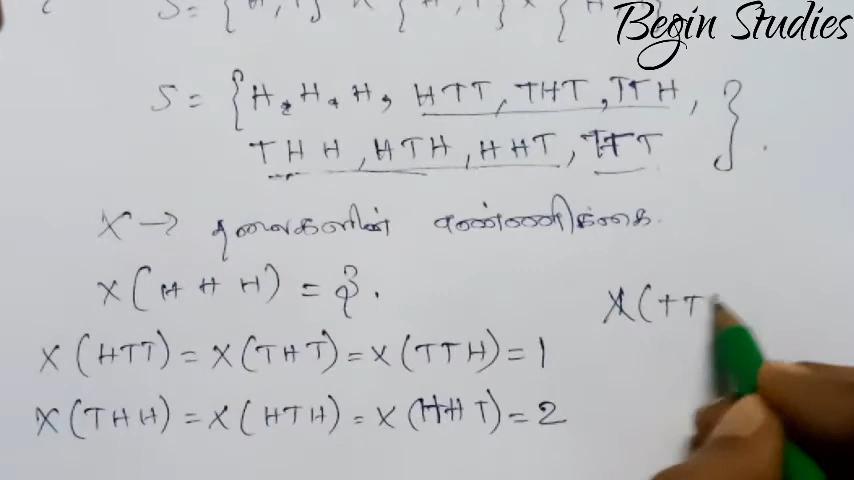 Begin Studies
S = {H, H, H, HTT, THT, TTH,
THH, HTH, HHT, TTT}.
X → தலைகளின் எண்ணிக்கை.
X(HHH) = 3.
X(TT
X(HTT) = X(THT) = X(TTH) = 1
X(THH) = X(HTH) = X(HHT) = 2